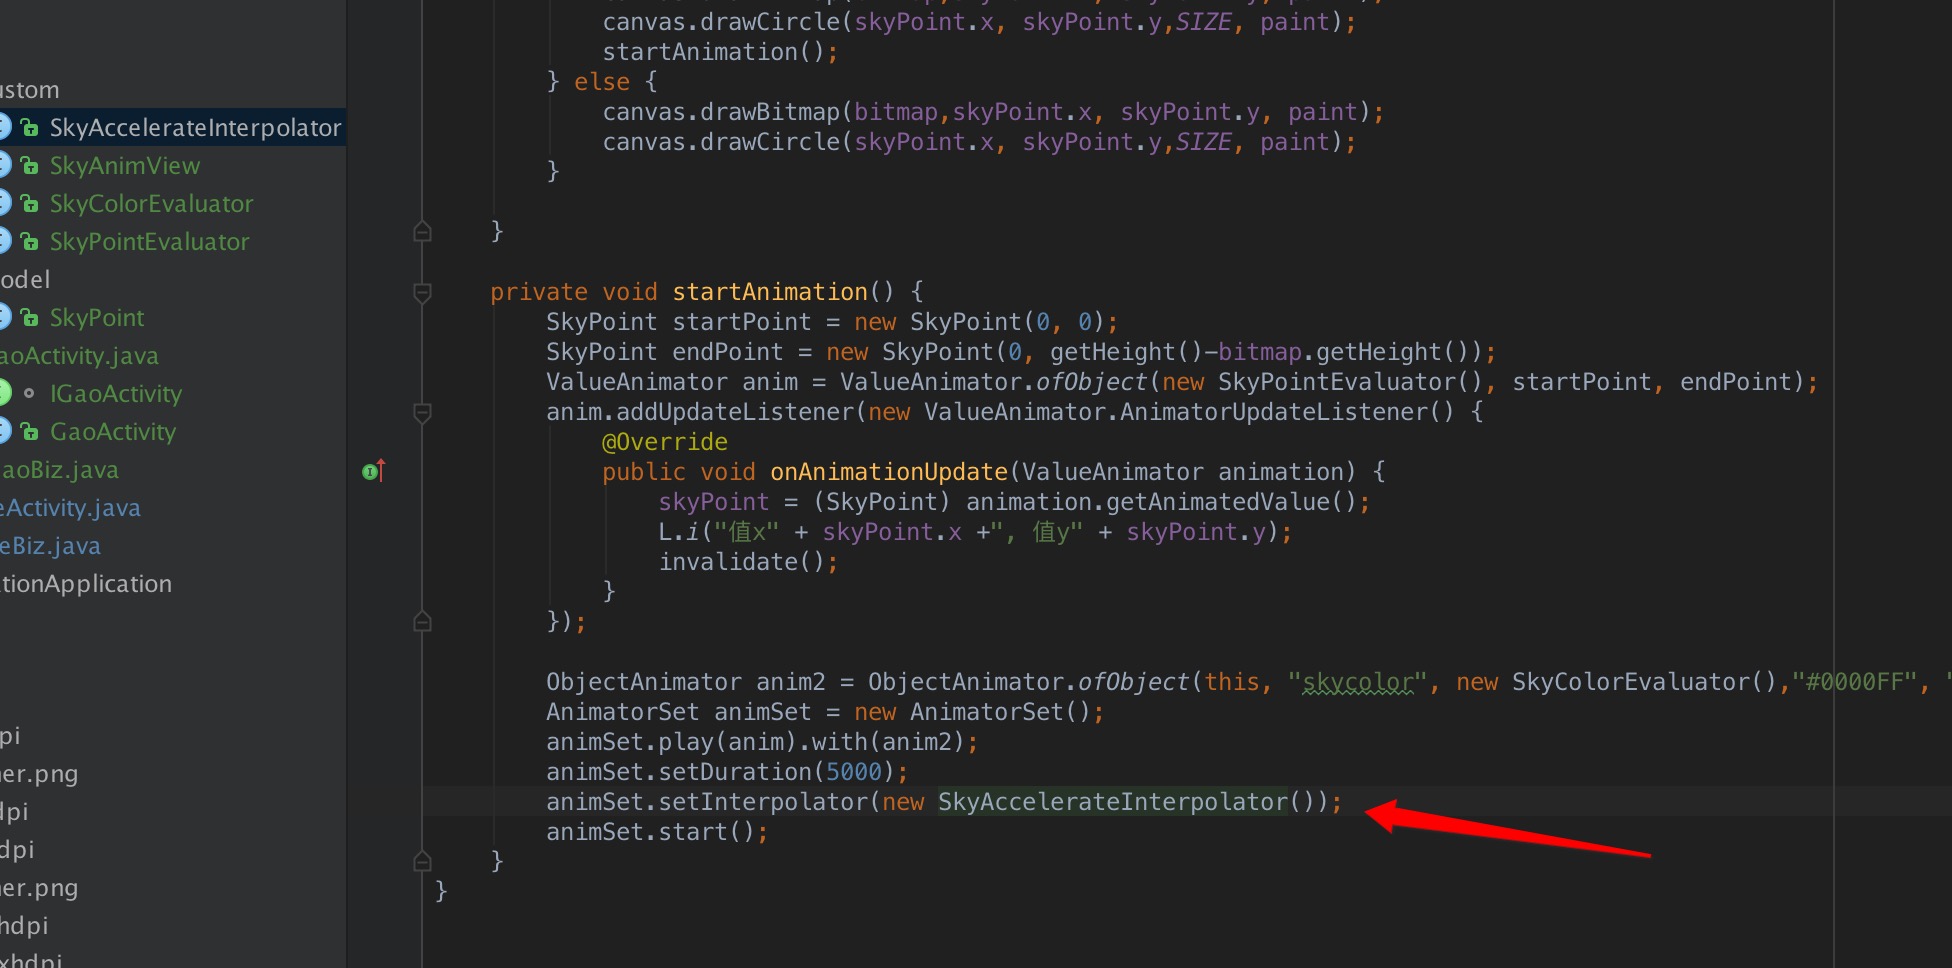 ustom
SkyAccelerateInterpolator
SkyAnimView
SkyColorEvaluator
SkyPointEvaluator
odel
SkyPoint
aoActivity.java
IGaoActivity
GaoActivity
aoBiz.java
eActivity.java
eBiz.java
tionApplication
pi
er.png
dpi
dpi
er.png
hdpi
xhdpi
canvas.drawCircle(skyPoint.x, skyPoint.y,SIZE, paint);
startAnimation();
} else {
canvas.drawBitmap(bitmap,skyPoint.x, skyPoint.y, paint);
canvas.drawCircle(skyPoint.x, skyPoint.y,SIZE, paint);
}
}
private void startAnimation() {
SkyPoint startPoint = new SkyPoint(0, 0);
SkyPoint endPoint = new SkyPoint(0, getHeight()-bitmap.getHeight());
ValueAnimator anim = ValueAnimator.ofObject(new SkyPointEvaluator(), startPoint, endPoint);
anim.addUpdateListener(new ValueAnimator.AnimatorUpdateListener() {
@Override
public void onAnimationUpdate(ValueAnimator animation) {
skyPoint = (SkyPoint) animation.getAnimatedValue();
L.i("值x" + skyPoint.x +", 值y" + skyPoint.y);
invalidate();
}
});
ObjectAnimator anim2 = ObjectAnimator.ofObject(this, "skycolor", new SkyColorEvaluator(),"#0000FF", "
AnimatorSet animSet = new AnimatorSet();
animSet.play(anim).with(anim2);
animSet.setDuration(5000);
animSet.setInterpolator(new SkyAccelerateInterpolator());
animSet.start();
}
}